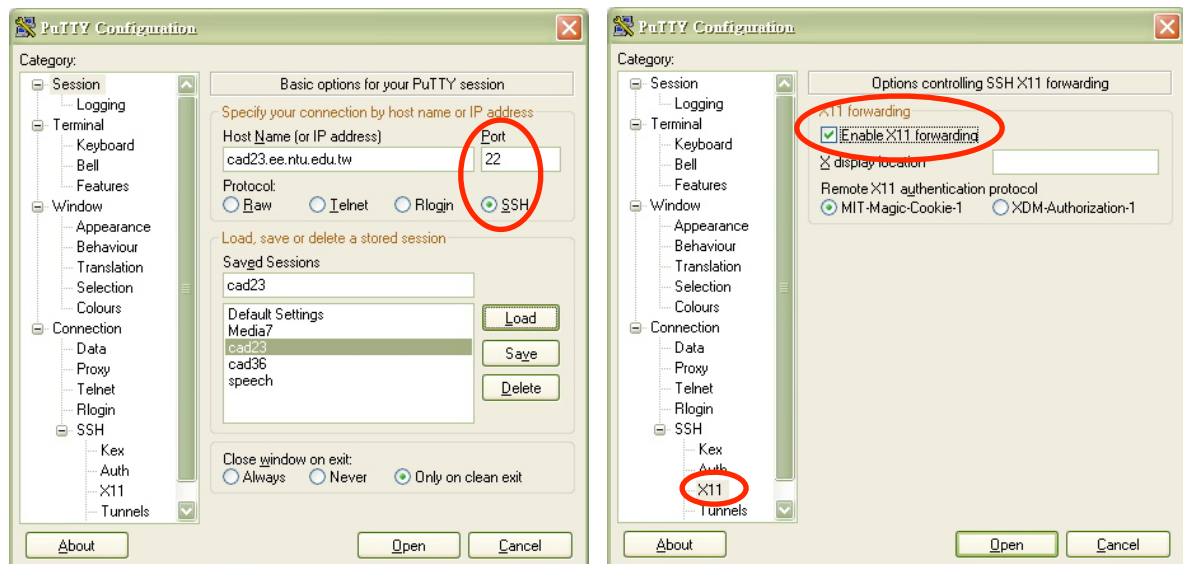 PuTTY Configuration
Category:
Session
Logging
Terminal
Keyboard
Bell
Features
Window
Appearance
Behaviour
Translation
Selection
Colours
Connection
Data
Proxy
Telnet
Rlogin
SSH
Kex
Auth
X11
Tunnels
Basic options for your PuTTY session
Specify your connection by host name or IP address
Host Name (or IP address) Port
cad23.ee.ntu.edu.tw 22
Protocol:
Raw Telnet Rlogin SSH
Load, save or delete a stored session
Saved Sessions
cad23
Default Settings
Media7
cad23
cad36
speech
Load
Save
Delete
Close window on exit:
Always Never Only on clean exit
About Open Cancel
PuTTY Configuration
Category:
Session
Logging
Terminal
Keyboard
Bell
Features
Window
Appearance
Behaviour
Translation
Selection
Colours
Connection
Data
Proxy
Telnet
Rlogin
SSH
Kex
Auth
X11
Tunnels
Options controlling SSH X11 forwarding
X11 forwarding
Enable X11 forwarding
X display location
Remote X11 authentication protocol
MIT-Magic-Cookie-1 XDM-Authorization-1
About Open Cancel